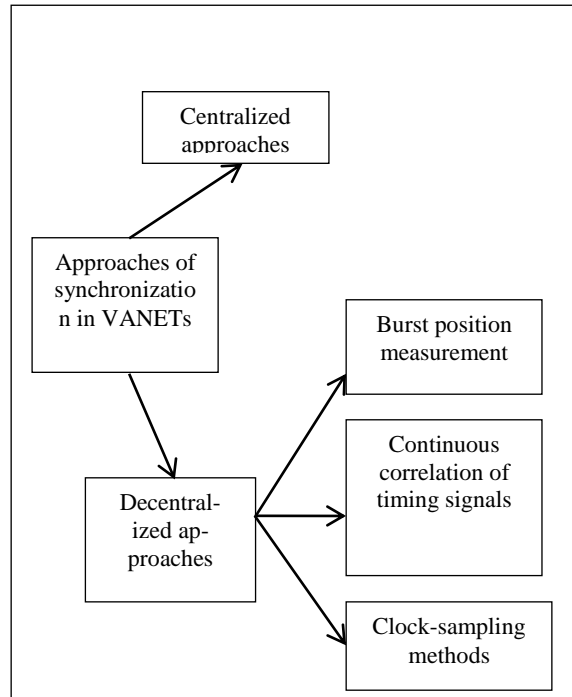 Centralized
approaches
Approaches of
synchronizatio
n in VANETs
Burst position
measurement
Continuous
correlation of
timing signals
Decentral-
ized ap-
proaches
Clock-sampling
methods